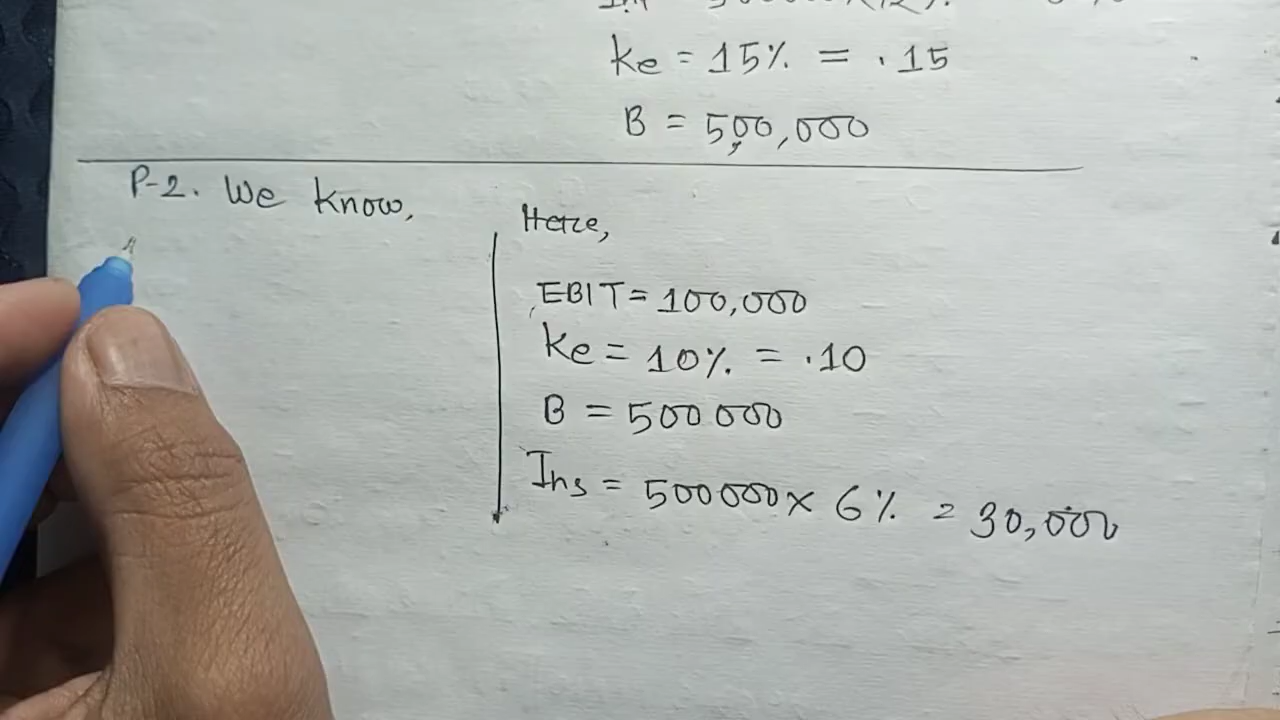 Ke = 15% = .15
B = 500,000
P-2. We know,
Here,
EBIT = 100,000
Ke = 10% = .10
B = 500000
Ins = 500000 × 6% = 30,000